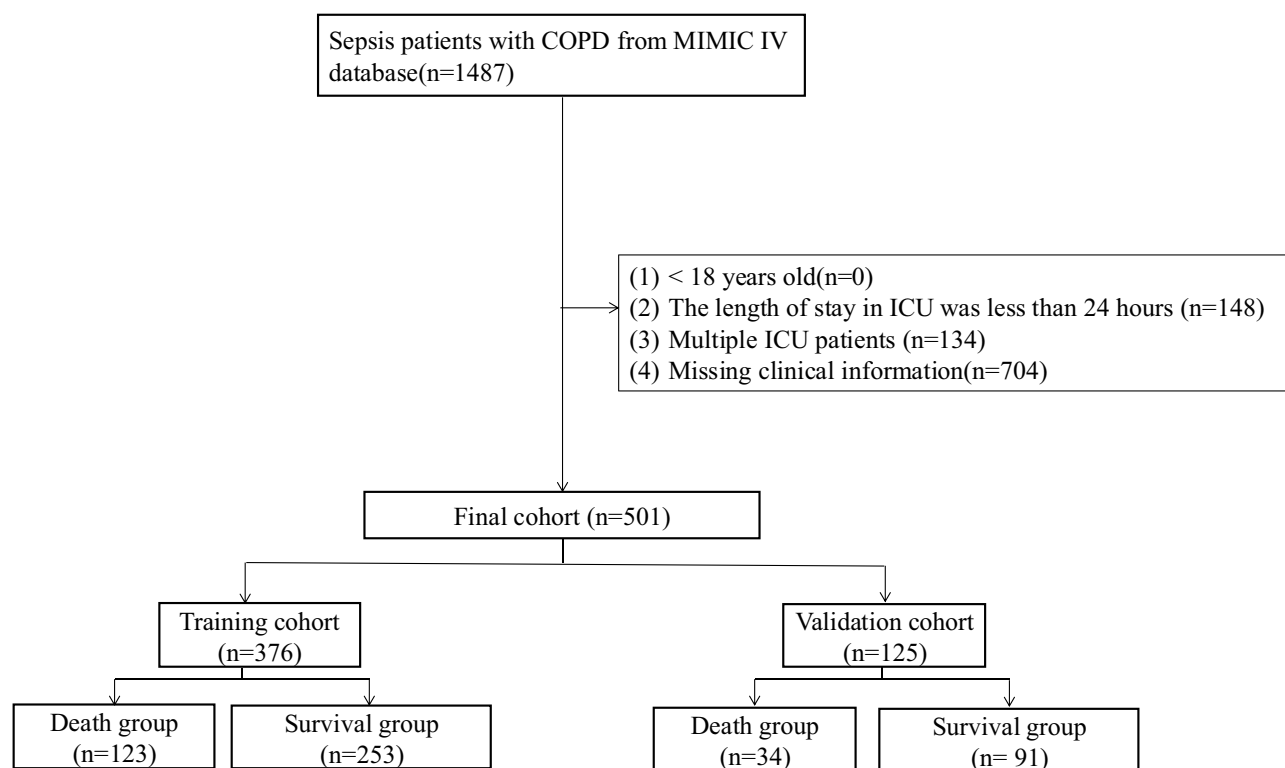 Sepsis patients with COPD from MIMIC IV
database(n=1487)
(1) < 18 years old(n=0)
(2) The length of stay in ICU was less than 24 hours (n=148)
(3) Multiple ICU patients (n=134)
(4) Missing clinical information(n=704)
Final cohort (n=501)
Training cohort
(n=376)
Validation cohort
(n=125)
Death group
(n=123)
Survival group
(n=253)
Death group
(n=34)
Survival group
(n= 91)